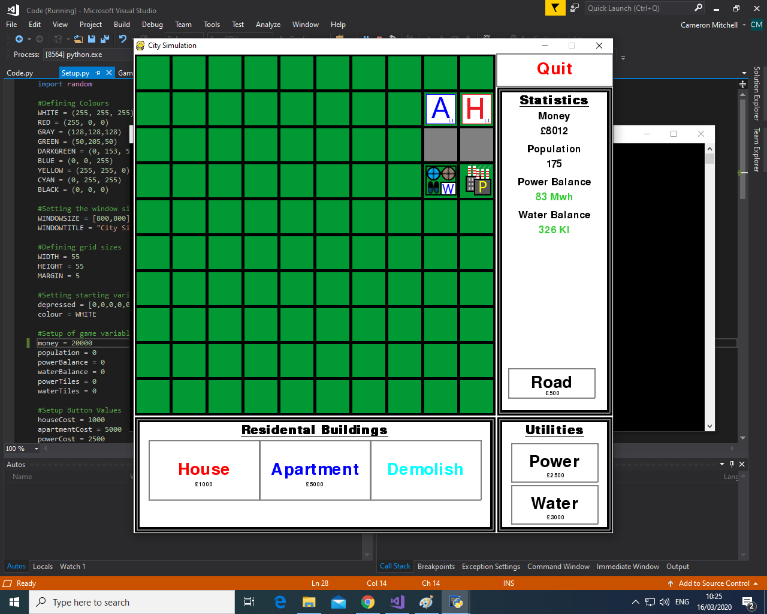 Code (Running) - Microsoft Visual Studio
Quick Launch (Ctrl+Q)
File Edit View Project Build Debug Team Tools Test Analyze Window Help
Cameron Mitchell CM
Process: [8564] python.exe
City Simulation
Code.py Setup.py Gam
import random
#Defining Colours
WHITE = (255, 255, 255)
RED = (255, 0, 0)
GRAY = (128,128,128)
GREEN = (50,205,50)
DARKGREEN = (0, 153, 5
BLUE = (0, 0, 255)
YELLOW = (255, 255, 0)
CYAN = (0, 255, 255)
BLACK = (0, 0, 0)
#Setting the window si
WINDOWSIZE = [800,800]
WINDOWTITLE = "City Si
#Defining grid sizes
WIDTH = 55
HEIGHT = 55
MARGIN = 5
#Setting starting vari
depressed = [0,0,0,0,0
colour = WHITE
#Setup of game variabl
money = 20000
population = 0
powerBalance = 0
waterBalance = 0
powerTiles = 0
waterTiles = 0
#Setup Button Values
houseCost = 1000
apartmentCost = 5000
powerCost = 2500
100 %
A H
W P
Quit
Statistics
Money
£8012
Population
175
Power Balance
83 Mwh
Water Balance
326 Kl
Road
£500
Residental Buildings
House
£1000
Apartment
£5000
Demolish
Utilities
Power
£2500
Water
£3000
Solution Explorer
Team Explorer
Autos
Name
Lang
Autos Locals Watch 1
Call Stack Breakpoints Exception Settings Command Window Immediate Window Output
Ready Ln 28 Col 14 Ch 14 INS Add to Source Control
Type here to search
ENG
10:25
16/03/2020
2